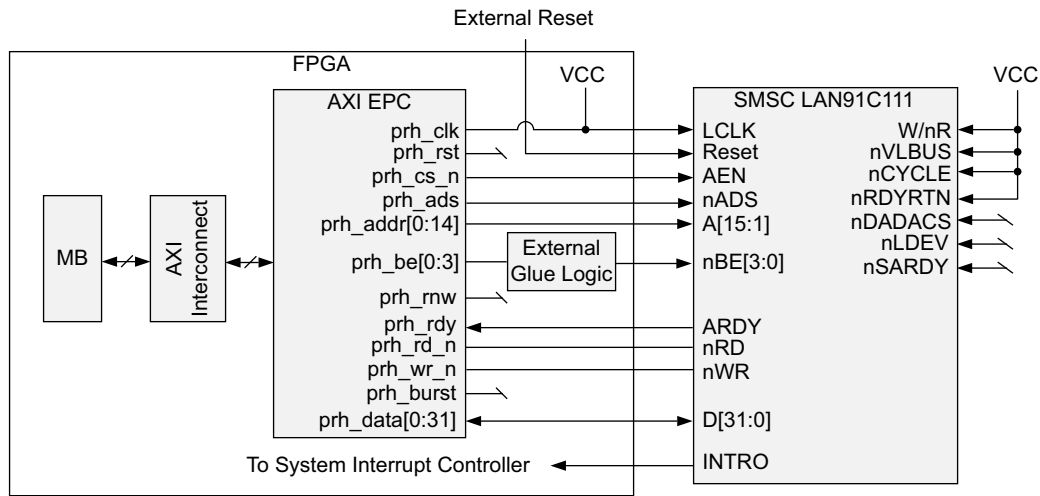 External Reset
FPGA
VCC
VCC
AXI EPC
SMSC LAN91C111
prh_clk
LCLK
W/nR
prh_rst
Reset
nVLBUS
prh_cs_n
AEN
nCYCLE
prh_ads
nADS
nRDYRTN
prh_addr[0:14]
A[15:1]
nDADACS
MB
AXI
Interconnect
prh_be[0:3]
External
Glue Logic
nBE[3:0]
nLDEV
nSARDY
prh_rnw
prh_rdy
ARDY
prh_rd_n
nRD
prh_wr_n
nWR
prh_burst
prh_data[0:31]
D[31:0]
To System Interrupt Controller
INTRO